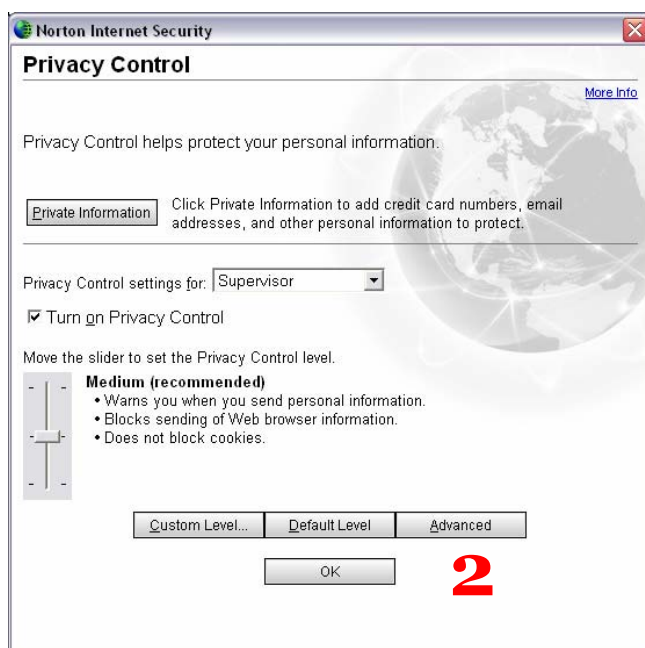 Norton Internet Security
Privacy Control
More Info
Privacy Control helps protect your personal information.
Private Information
Click Private Information to add credit card numbers, email
addresses, and other personal information to protect.
Privacy Control settings for: Supervisor
Turn on Privacy Control
Move the slider to set the Privacy Control level.
Medium (recommended)
• Warns you when you send personal information.
• Blocks sending of Web browser information.
• Does not block cookies.
Custom Level... Default Level Advanced
OK
2